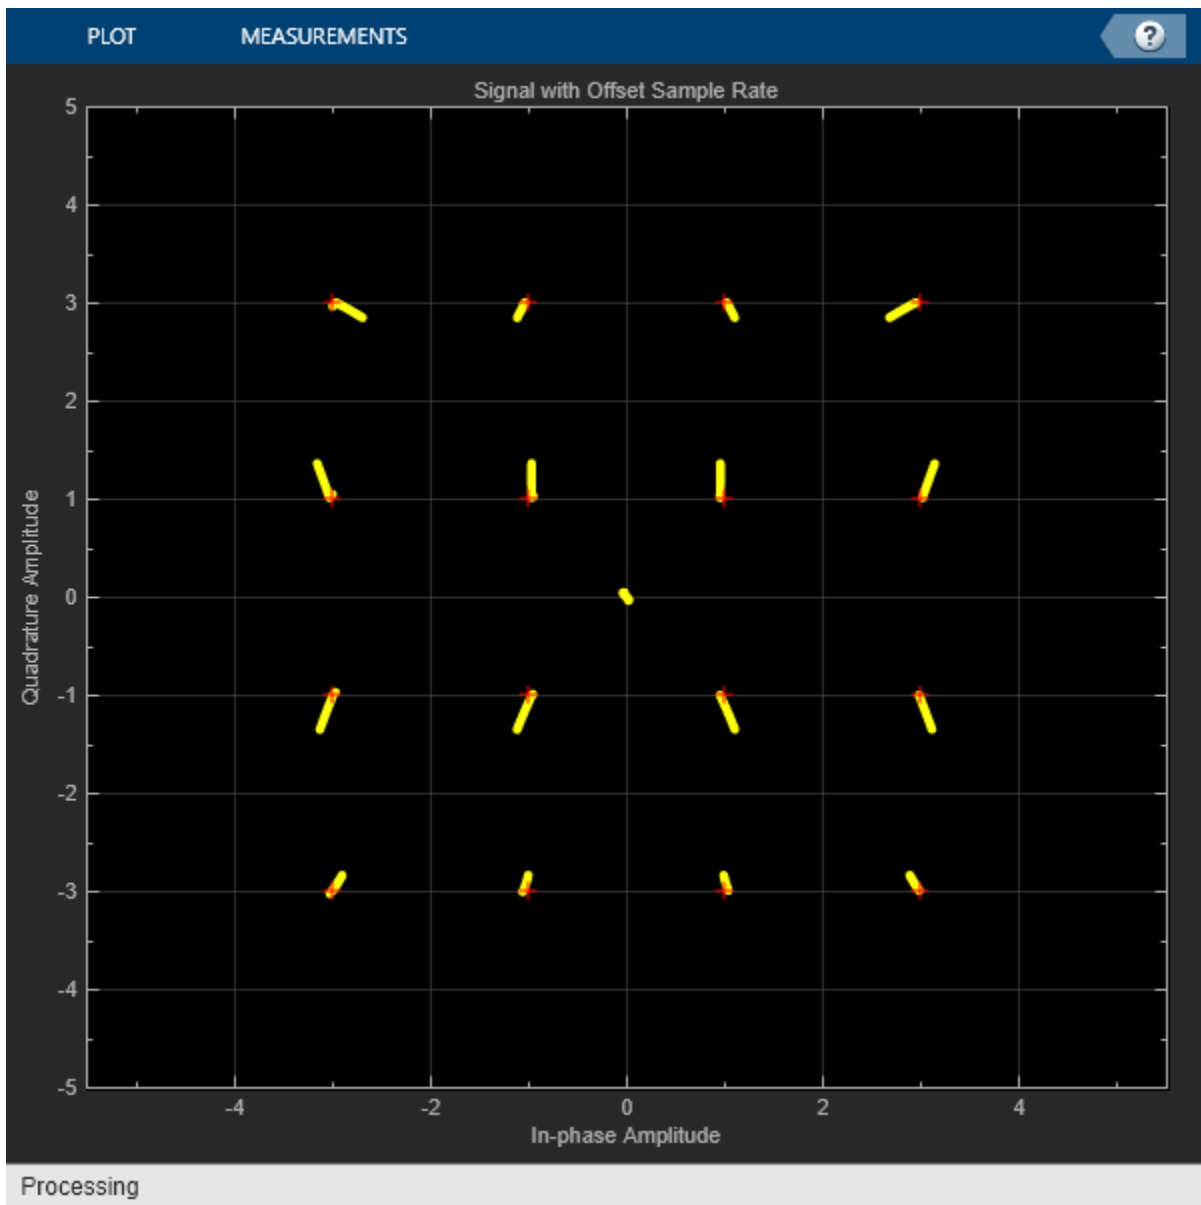 PLOT MEASUREMENTS ?
Signal with Offset Sample Rate
5
4
3
2
1
0
-1
-2
-3
-4
-5
Quadrature Amplitude
-4 -2 0 2 4
In-phase Amplitude
Processing